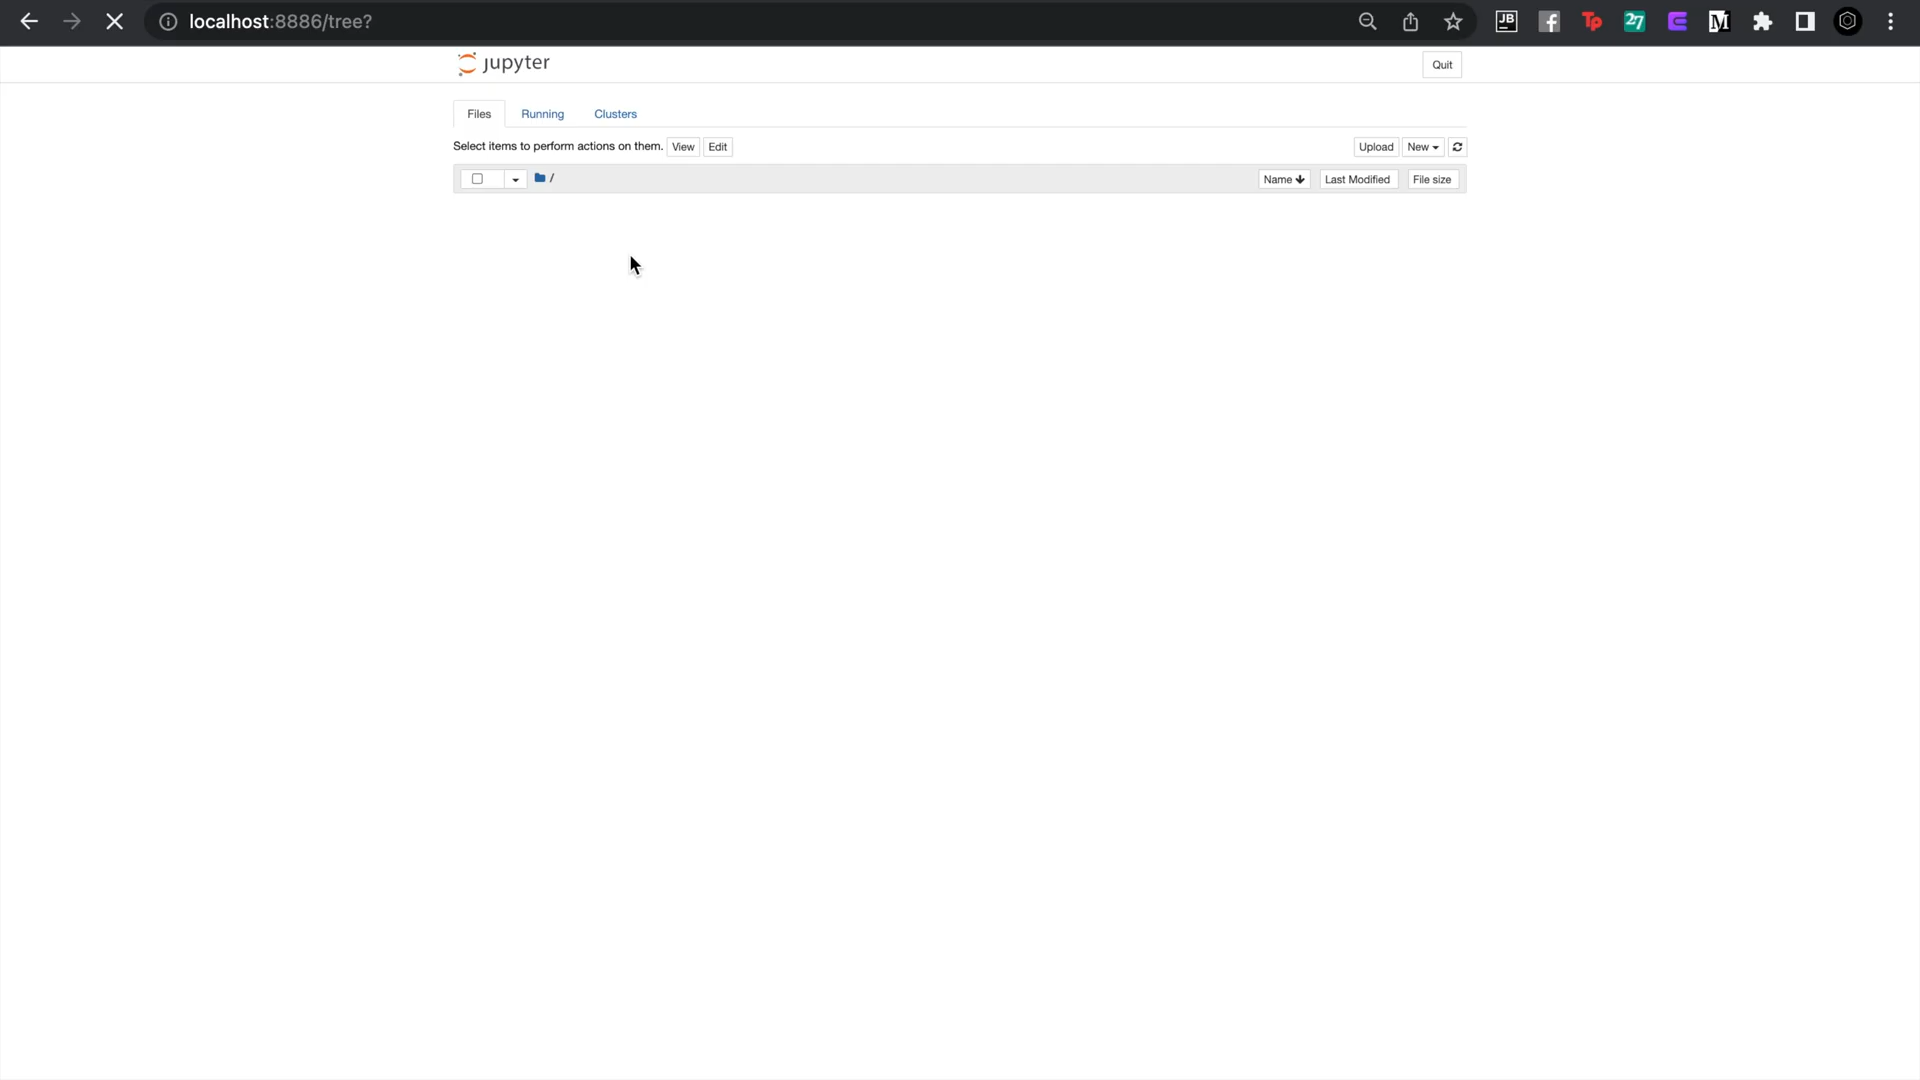 localhost:8886/tree?
JB
f
Tp
27
M
jupyter
Quit
Files Running Clusters
Select items to perform actions on them. View Edit
Upload New
/
Name Last Modified File size